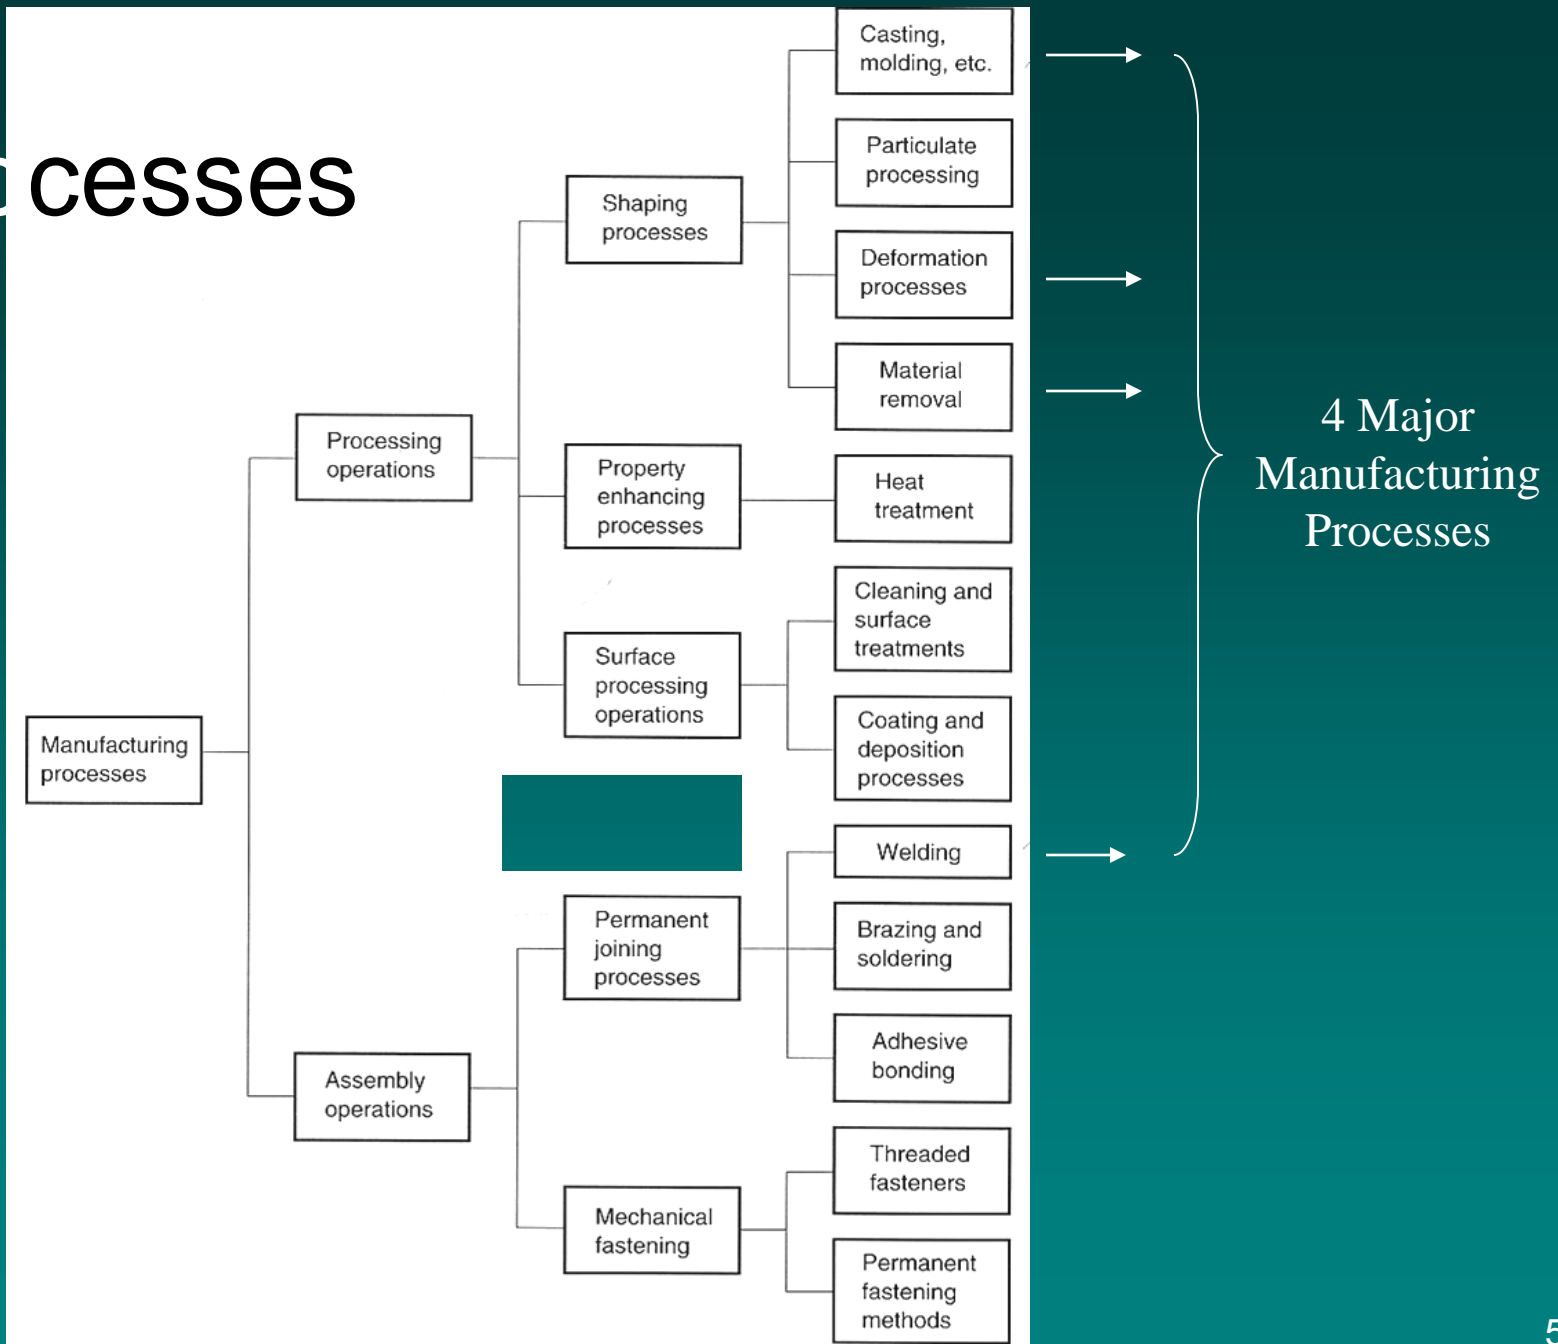 cesses
Casting,
molding, etc.
Particulate
processing
Shaping
processes
Deformation
processes
Material
removal
4 Major
Manufacturing
Processes
Processing
operations
Property
enhancing
processes
Heat
treatment
Cleaning and
surface
treatments
Surface
processing
operations
Coating and
deposition
processes
Manufacturing
processes
Welding
Permanent
joining
processes
Brazing and
soldering
Adhesive
bonding
Assembly
operations
Threaded
fasteners
Mechanical
fastening
Permanent
fastening
methods
5